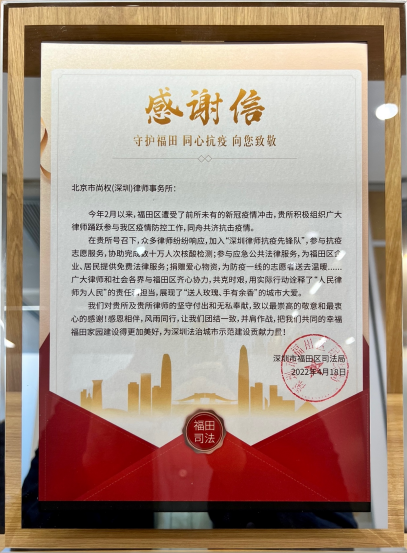 感谢信
守护福田 同心抗疫 向您致敬
北京市尚权(深圳)律师事务所：
今年2月以来，福田区遭受了前所未有的新冠疫情冲击，贵所积极组织广大
律师踊跃参与我区疫情防控工作，同舟共济抗击疫情。
在贵所号召下，众多律师纷纷响应，加入“深圳律师抗疫先锋队”，参与抗疫
志愿服务，协助完成数十万人次核酸检测；参与应急公共法律服务，为福田区企
业、居民提供免费法律服务；捐赠爱心物资，为防疫一线的志愿者送去温暖……
广大律师和社会各界与福田区齐心协力，共克时艰，用实际行动诠释了“人民律师
为人民”的责任和担当，展现了“送人玫瑰、手有余香”的城市大爱。
我们对贵所及贵所律师的坚守付出和无私奉献，致以最崇高的敬意和最衷
心的感谢！感恩相伴，风雨同行，让我们团结一致，并肩作战，把我们共同的幸福
福田家园建设得更加美好，为深圳法治城市示范建设贡献力量！
深圳市福田区司法局
2022年4月18日
福田
司法